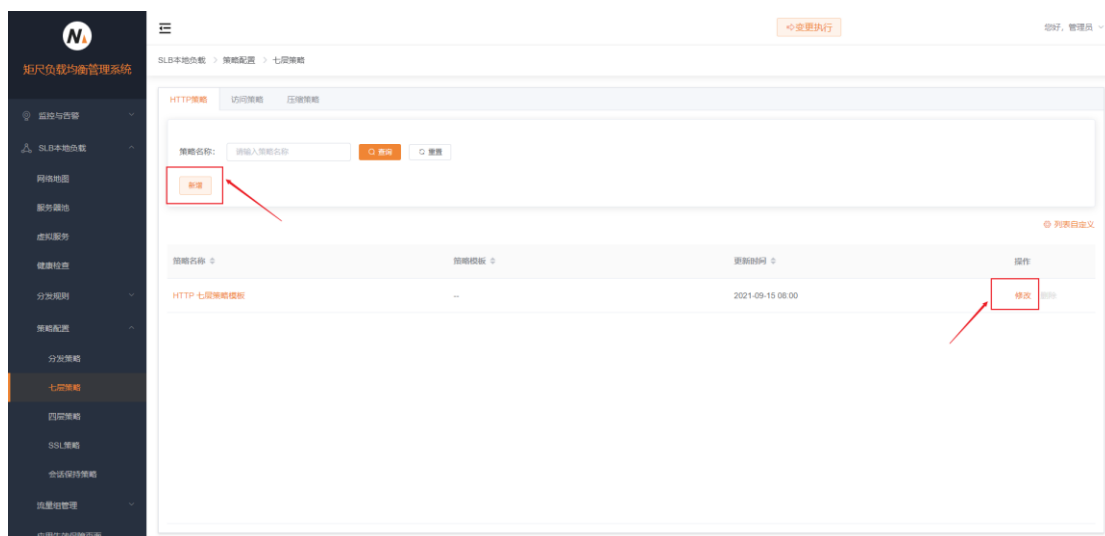 变更执行
您好，管理员
矩尺负载均衡管理系统
SLB本地负载 > 策略配置 > 七层策略
HTTP策略 访问策略 压缩策略
监控与告警
SLB本地负载
策略名称： 请输入策略名称 查询 重置
网络地图
新增
服务器池
列表自定义
虚拟服务
健康检查
策略名称 策略模板 更新时间 操作
分发规则
HTTP 七层策略模板 -- 2021-09-15 08:00 修改 删除
策略配置
分发策略
七层策略
四层策略
SSL策略
会话保持策略
流量组管理